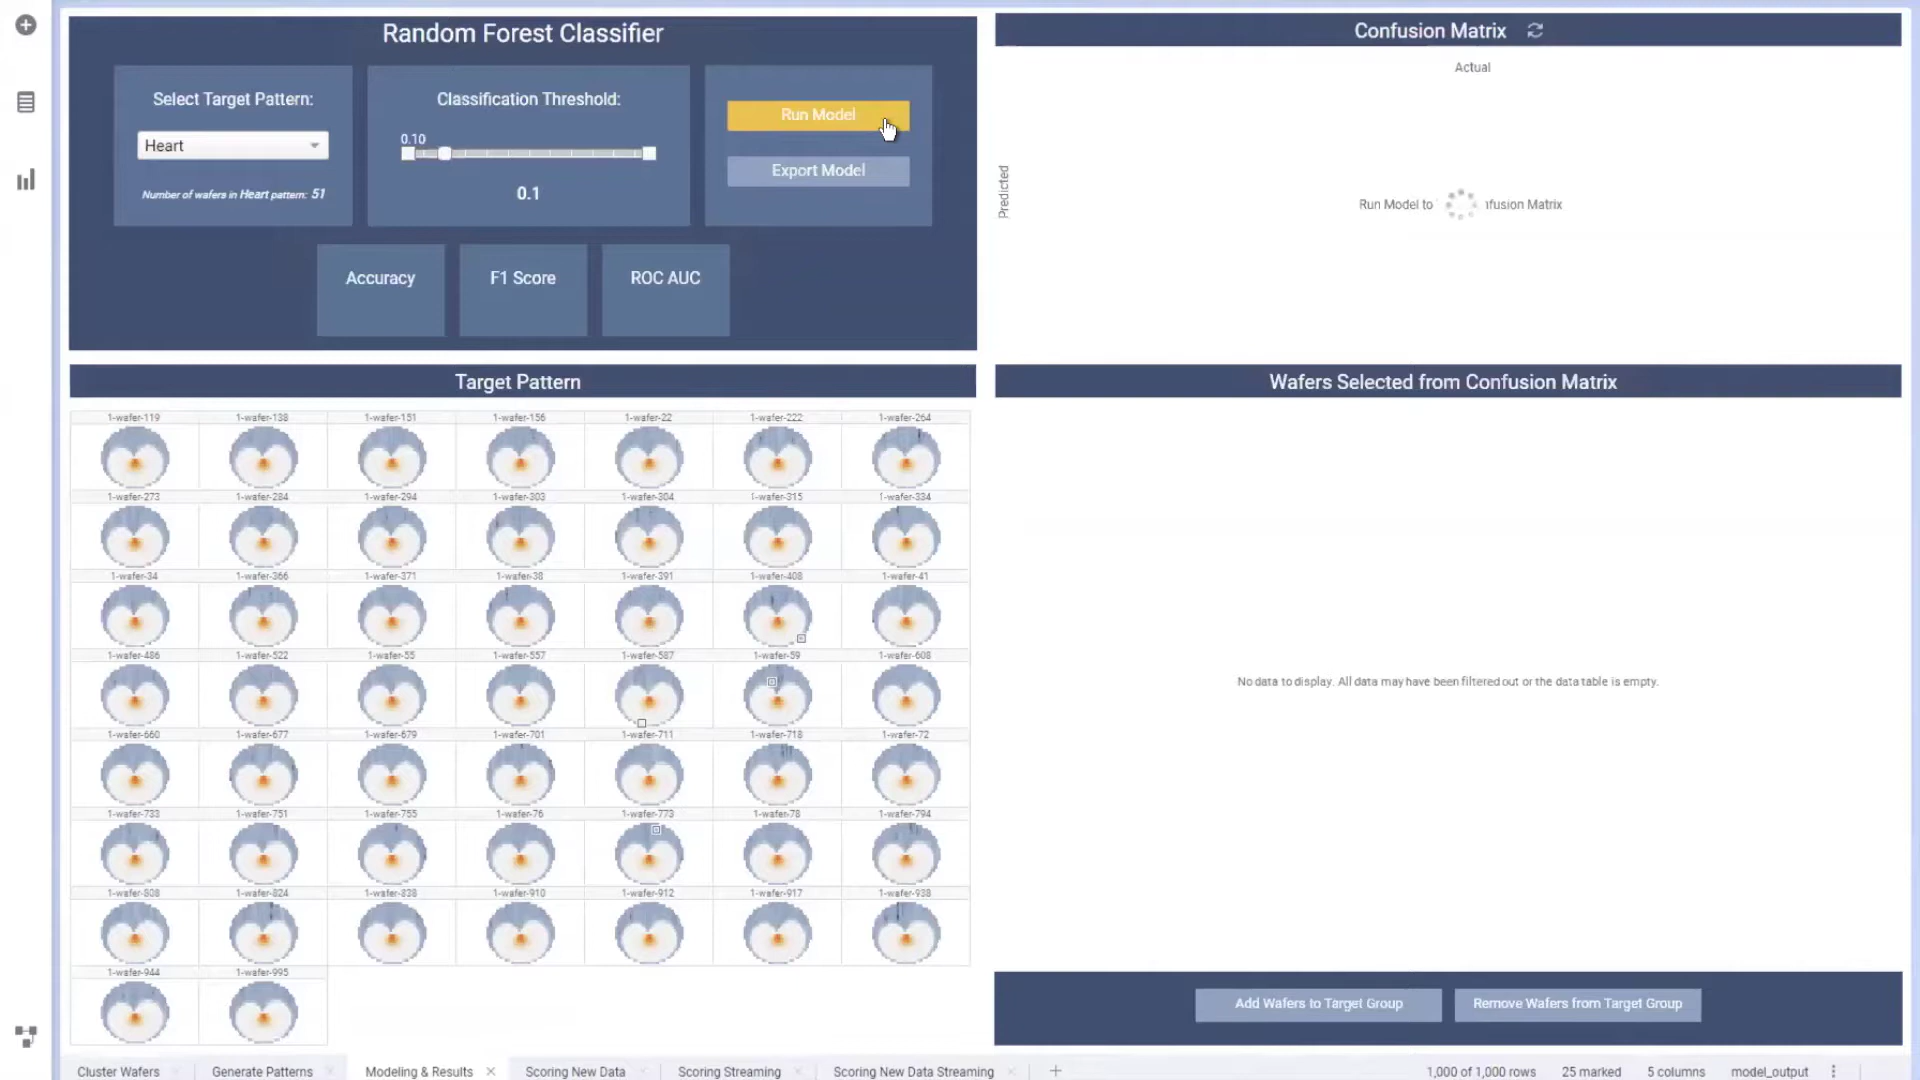 Random Forest Classifier
Select Target Pattern:
Heart
Number of wafers in Heart pattern: 51
Classification Threshold:
0.10
0.1
Run Model
Export Model
Accuracy
F1 Score
ROC AUC
Confusion Matrix
Actual
Predicted
Run Model to nfusion Matrix
Target Pattern
1-wafer-119 1-wafer-138 1-wafer-151 1-wafer-156 1-wafer-22 1-wafer-222 1-wafer-264
1-wafer-273 1-wafer-284 1-wafer-294 1-wafer-303 1-wafer-304 1-wafer-315 1-wafer-334
1-wafer-34 1-wafer-366 1-wafer-371 1-wafer-38 1-wafer-391 1-wafer-408 1-wafer-41
1-wafer-486 1-wafer-522 1-wafer-55 1-wafer-557 1-wafer-587 1-wafer-59 1-wafer-608
1-wafer-660 1-wafer-677 1-wafer-679 1-wafer-701 1-wafer-711 1-wafer-718 1-wafer-72
1-wafer-733 1-wafer-751 1-wafer-755 1-wafer-76 1-wafer-773 1-wafer-78 1-wafer-794
1-wafer-808 1-wafer-824 1-wafer-838 1-wafer-910 1-wafer-912 1-wafer-917 1-wafer-938
1-wafer-944 1-wafer-995
Wafers Selected from Confusion Matrix
No data to display. All data may have been filtered out or the data table is empty.
Add Wafers to Target Group
Remove Wafers from Target Group
Cluster Wafers Generate Patterns Modeling & Results Scoring New Data Scoring Streaming Scoring New Data Streaming
1,000 of 1,000 rows 25 marked 5 columns model_output